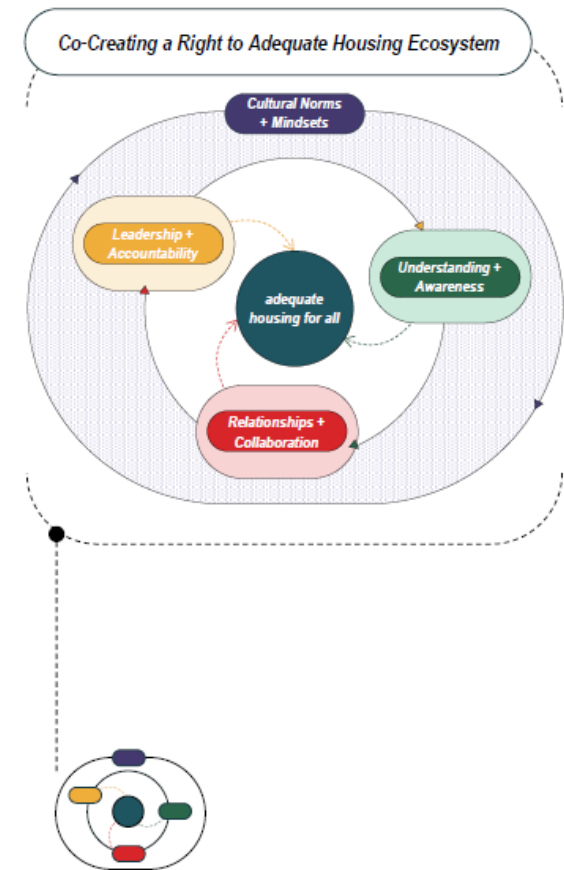 Co-Creating a Right to Adequate Housing Ecosystem
Cultural Norms
+ Mindsets
Leadership +
Accountability
Understanding +
Awareness
adequate
housing for all
Relationships +
Collaboration